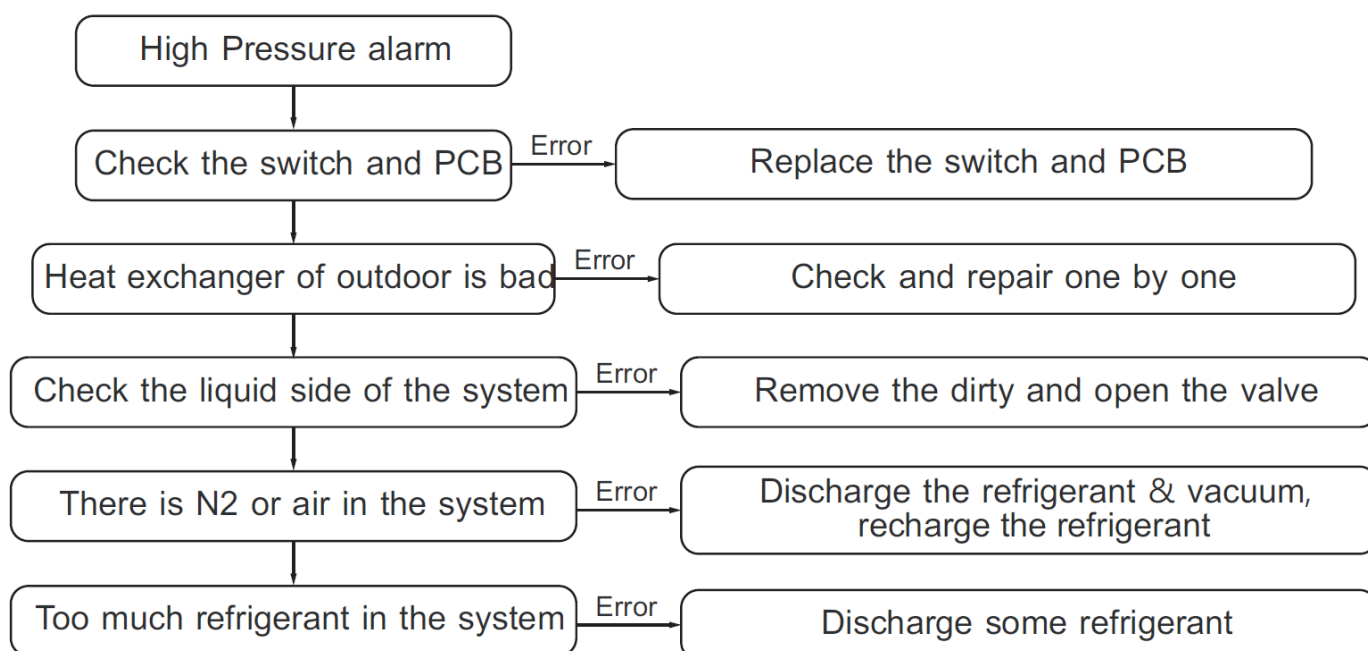 High Pressure alarm
Check the switch and PCB
Error
Replace the switch and PCB
Heat exchanger of outdoor is bad
Error
Check and repair one by one
Check the liquid side of the system
Error
Remove the dirty and open the valve
There is N2 or air in the system
Error
Discharge the refrigerant & vacuum,
recharge the refrigerant
Too much refrigerant in the system
Error
Discharge some refrigerant